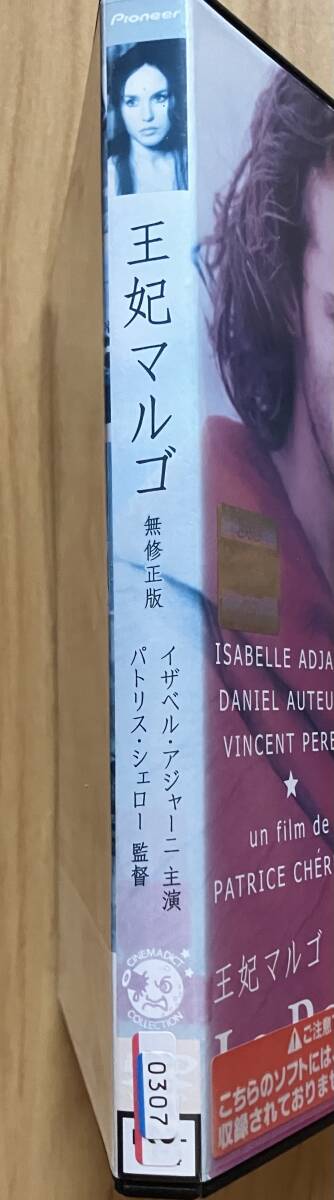 Pioneer
王妃マルゴ 無修正版
イザベル・アジャーニ 主演
パトリス・シェロー 監督
CINEMADICT
COLLECTION
0307
ISABELLE ADJA
DANIEL AUTEU
VINCENT PERE
★
un film de
PATRICE CHÉR
王妃マルゴ
⚠ご注意
こちらのソフトには
収録されておりま